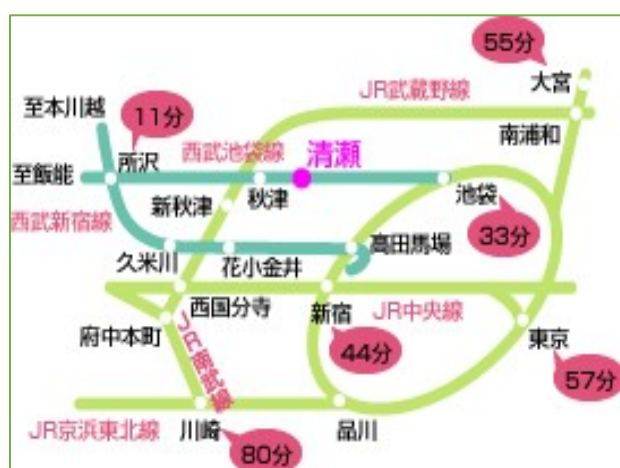 55分
大宮
JR武蔵野線
至本川越
11分
南浦和
所沢
西武池袋線
清瀬
至飯能
秋津
池袋
新秋津
西武新宿線
33分
高田馬場
久米川
花小金井
西国分寺
新宿
JR中央線
府中本町
JR南武線
44分
東京
57分
JR京浜東北線
川崎
品川
80分